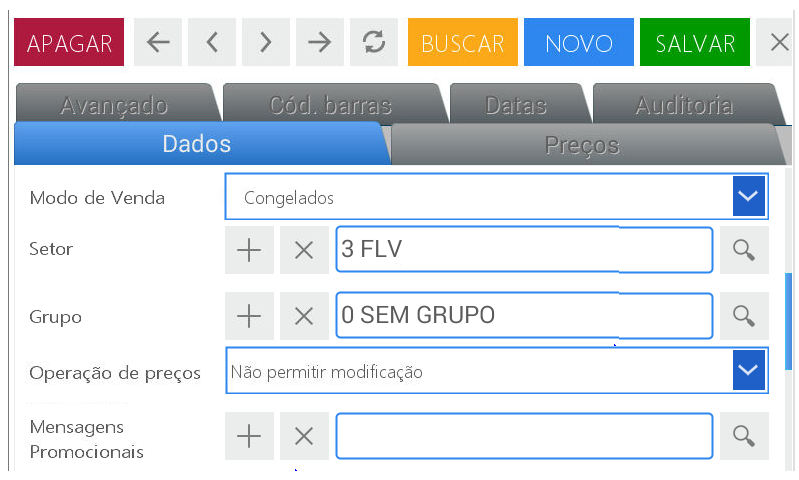 APAGAR
BUSCAR
NOVO
SALVAR
Avançado
Cód. barras
Datas
Auditoria
Dados
Preços
Modo de Venda
Congelados
Setor
3 FLV
Grupo
0 SEM GRUPO
Operação de preços
Não permitir modificação
Mensagens
Promocionais